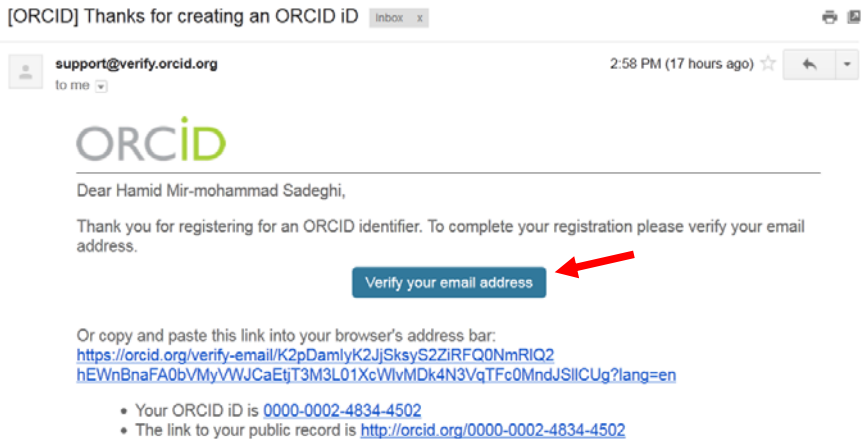 [ORCID] Thanks for creating an ORCID iD Inbox x
support@verify.orcid.org 2:58 PM (17 hours ago)
to me
ORCiD
Dear Hamid Mir-mohammad Sadeghi,
Thank you for registering for an ORCID identifier. To complete your registration please verify your email
address.
Verify your email address
Or copy and paste this link into your browser's address bar:
https://orcid.org/verify-email/K2pDamlyK2JjSksyS2ZiRFQ0NmRIQ2
hEWnBnaFA0bVMyVWJCaEtjT3M3L01XcWlvMDk4N3VqTFc0MndJSllCUg?lang=en
• Your ORCID iD is 0000-0002-4834-4502
• The link to your public record is http://orcid.org/0000-0002-4834-4502